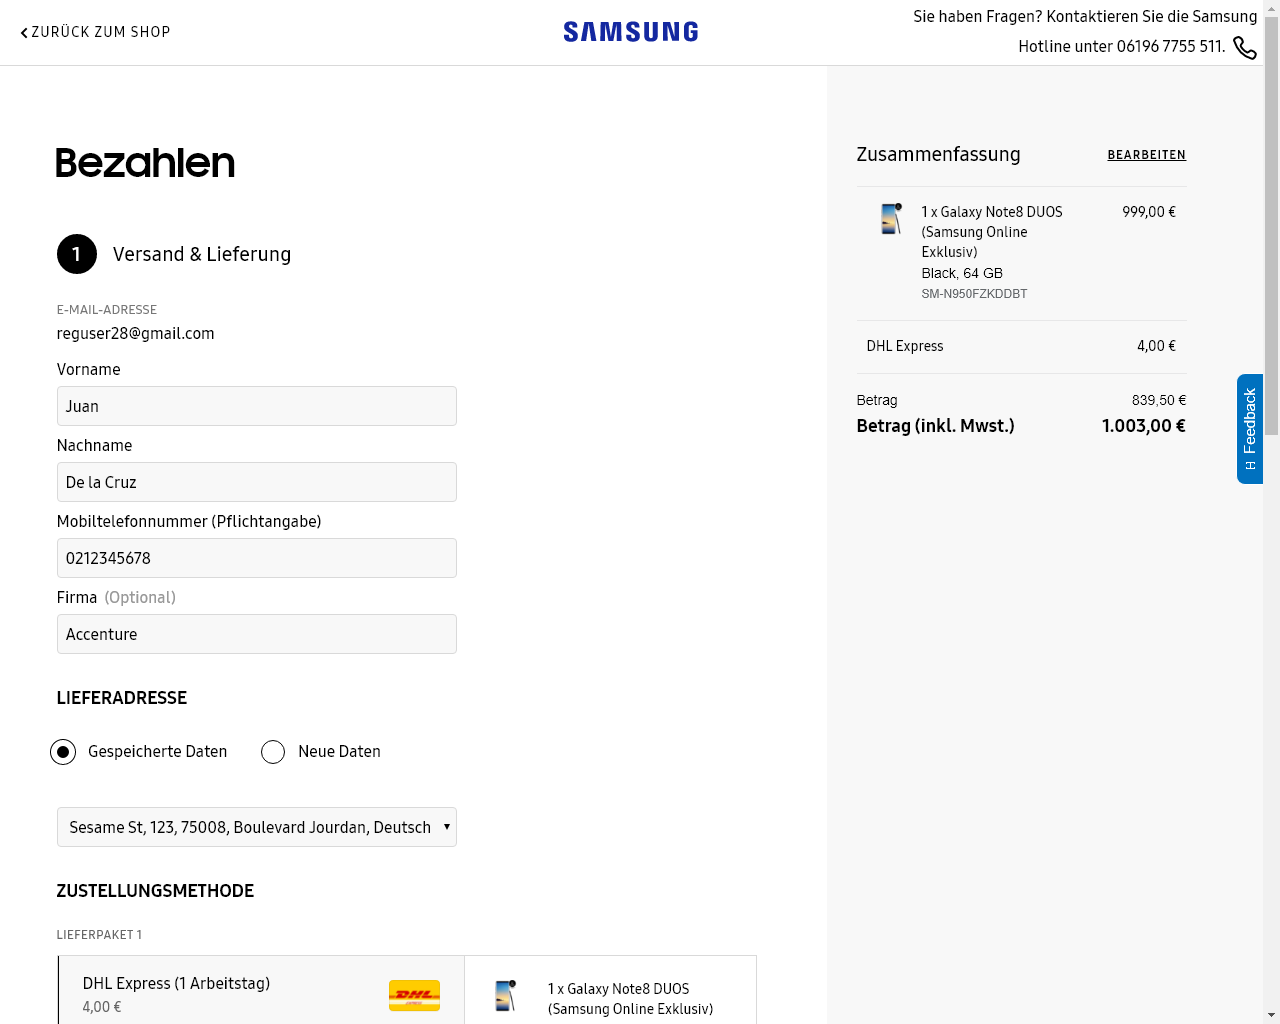 ZURÜCK ZUM SHOP
SAMSUNG
Sie haben Fragen? Kontaktieren Sie die Samsung
Hotline unter 06196 7755 511.
Bezahlen
1 Versand & Lieferung
E-MAIL-ADRESSE
reguser28@gmail.com
Vorname
Juan
Nachname
De la Cruz
Mobiltelefonnummer (Pflichtangabe)
0212345678
Firma (Optional)
Accenture
LIEFERADRESSE
Gespeicherte Daten Neue Daten
Sesame St, 123, 75008, Boulevard Jourdan, Deutsch
ZUSTELLUNGSMETHODE
LIEFERPAKET 1
DHL Express (1 Arbeitstag)
4,00 €
DHL
1 x Galaxy Note8 DUOS
(Samsung Online Exklusiv)
Zusammenfassung BEARBEITEN
1 x Galaxy Note8 DUOS 999,00 €
(Samsung Online
Exklusiv)
Black, 64 GB
SM-N950FZKDDBT
DHL Express 4,00 €
Betrag 839,50 €
Betrag (inkl. Mwst.) 1.003,00 €
Feedback